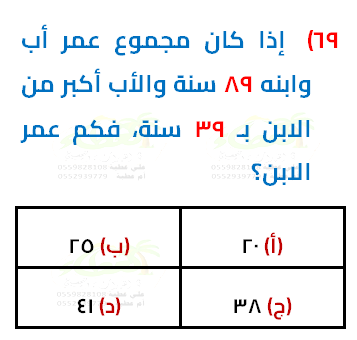 ٦٩) إذا كان مجموع عمر أب
وابنه ٨٩ سنة والأب أكبر من
الابن بـ ٣٩ سنة، فكم عمر
الابن؟
(أ) ٢٠
(ب) ٢٥
(ج) ٣٨
(د) ٤١